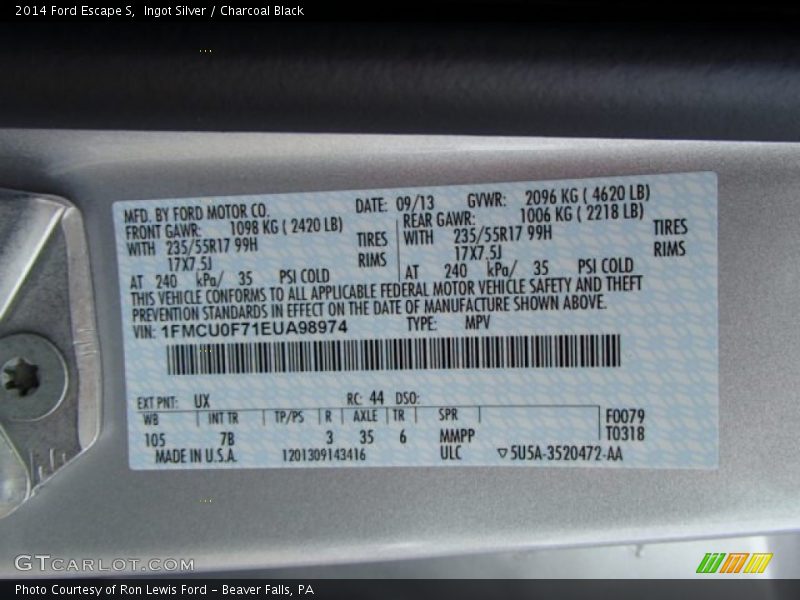 2014 Ford Escape S,  Ingot Silver / Charcoal Black
MFD. BY FORD MOTOR CO. DATE: 09/13 GVWR: 2096 KG ( 4620 LB)
FRONT GAWR: 1098 KG ( 2420 LB) REAR GAWR: 1006 KG ( 2218 LB)
WITH 235/55R17 99H TIRES WITH 235/55R17 99H TIRES
17X7.5J RIMS 17X7.5J RIMS
AT 240 kPa/ 35 PSI COLD AT 240 kPa/ 35 PSI COLD
THIS VEHICLE CONFORMS TO ALL APPLICABLE FEDERAL MOTOR VEHICLE SAFETY AND THEFT
PREVENTION STANDARDS IN EFFECT ON THE DATE OF MANUFACTURE SHOWN ABOVE.
VIN: 1FMCU0F71EUA98974 TYPE: MPV
EXT PNT: UX RC: 44 DSO:
WB INT TR TP/PS R AXLE TR SPR F0079
105 7B 3 35 6 MMPP T0318
MADE IN U.S.A. 1201309143416 ULC ▽5U5A-3520472-AA
GTCARLOT.COM
Photo Courtesy of Ron Lewis Ford - Beaver Falls, PA